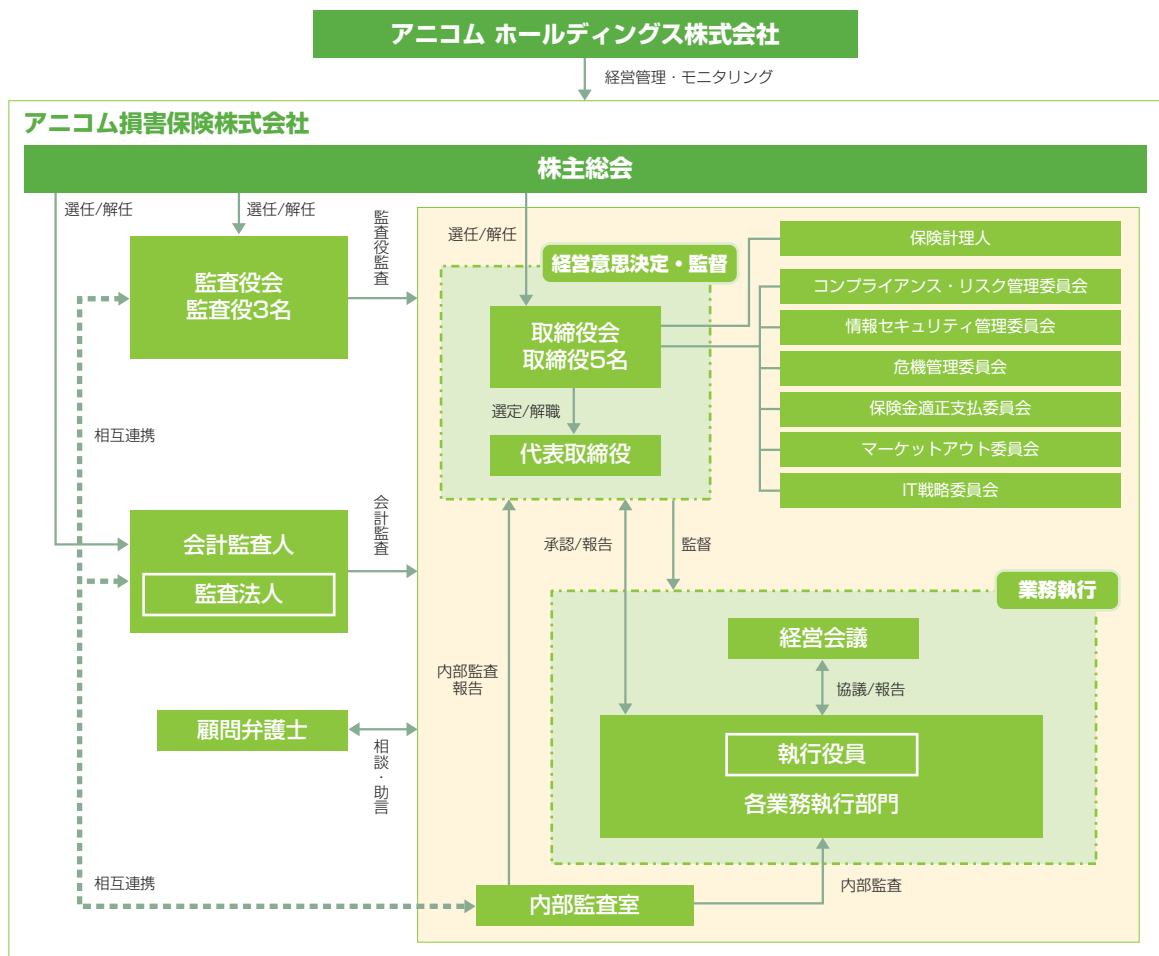 アニコム ホールディングス株式会社
経営管理・モニタリング
アニコム損害保険株式会社
株主総会
選任/解任
選任/解任
監査役監査
選任/解任
経営意思決定・監督
保険計理人
監査役会
監査役3名
コンプライアンス・リスク管理委員会
取締役会
取締役5名
情報セキュリティ管理委員会
危機管理委員会
選定/解職
保険金適正支払委員会
相互連携
代表取締役
マーケットアウト委員会
IT戦略委員会
会計監査
会計監査人
監査法人
承認/報告
監督
業務執行
経営会議
内部監査
報告
協議/報告
顧問弁護士
相談・助言
執行役員
各業務執行部門
相互連携
内部監査
内部監査室